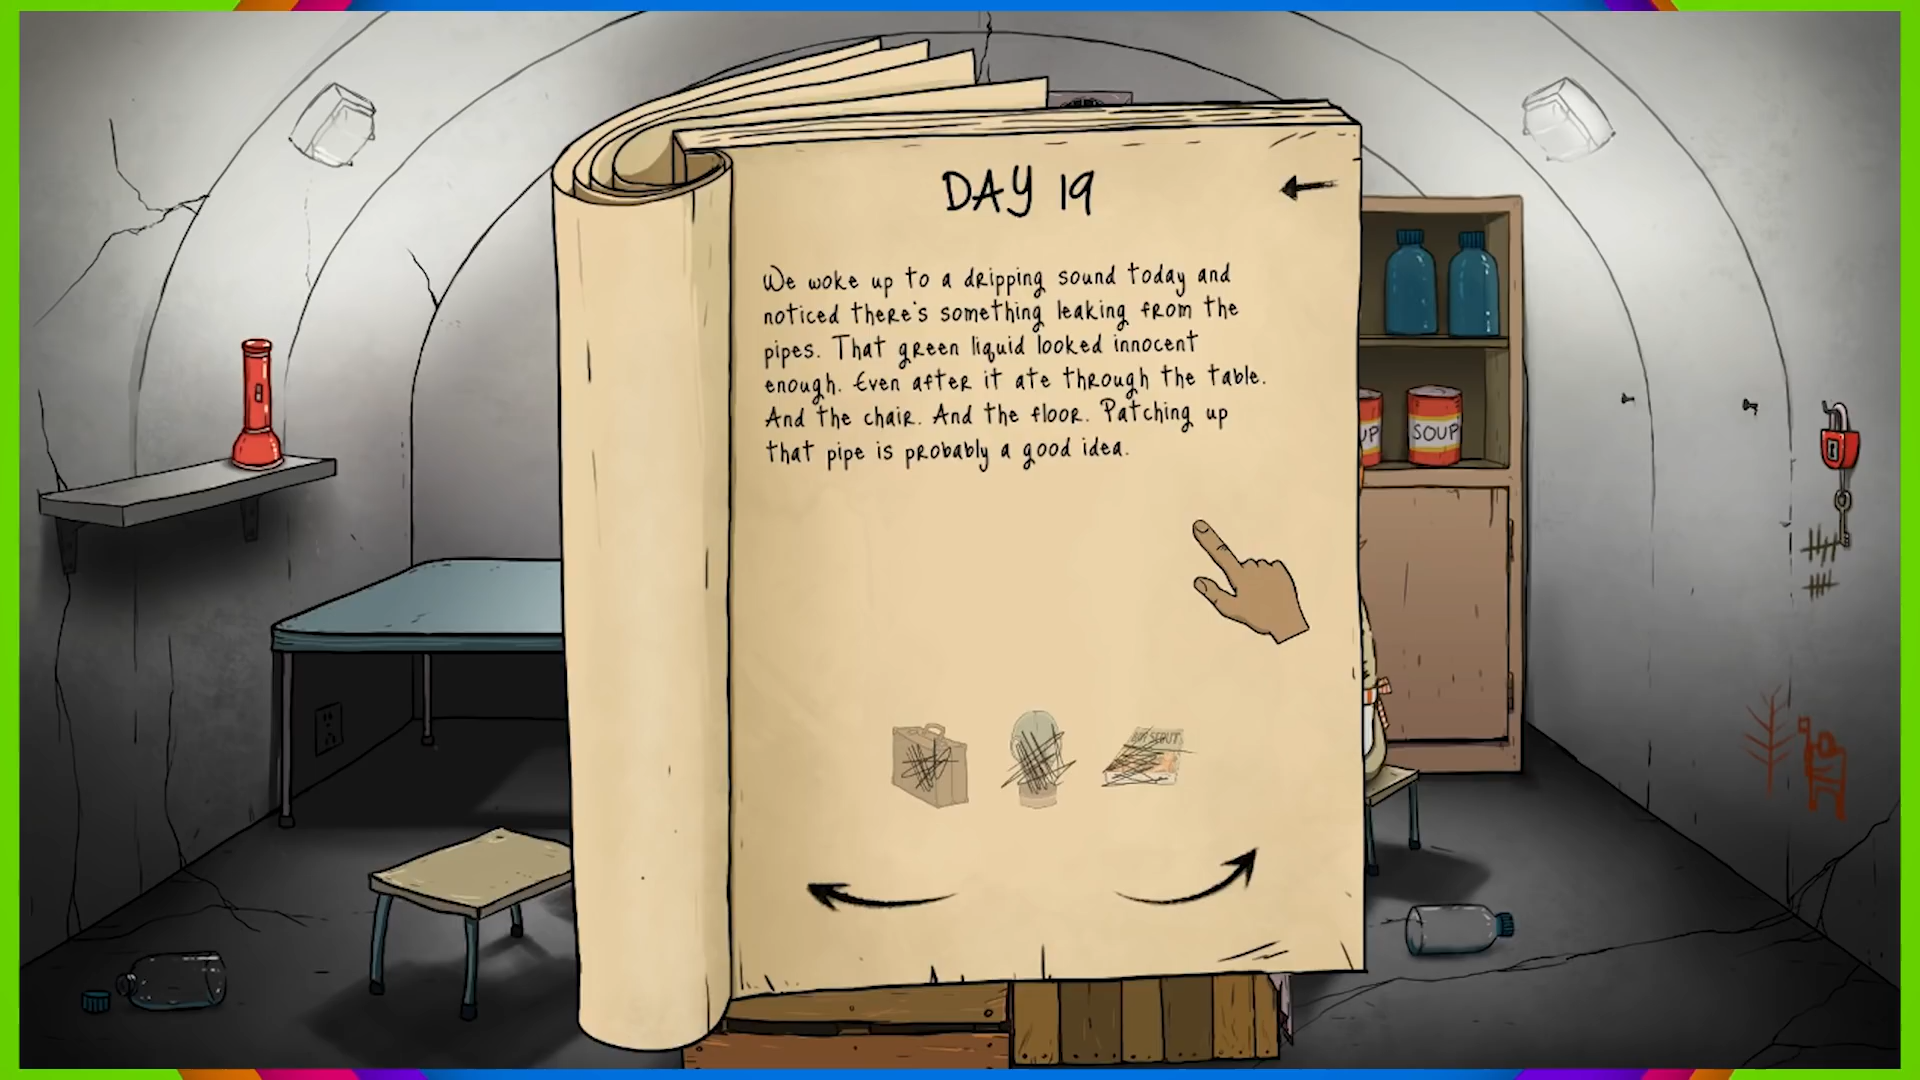 DAY 19
We woke up to a dripping sound today and
noticed there's something leaking from the
pipes. That green liquid looked innocent
enough. Even after it ate through the table.
And the chair. And the floor. Patching up
that pipe is probably a good idea.
UP
SOUP
SCOUT